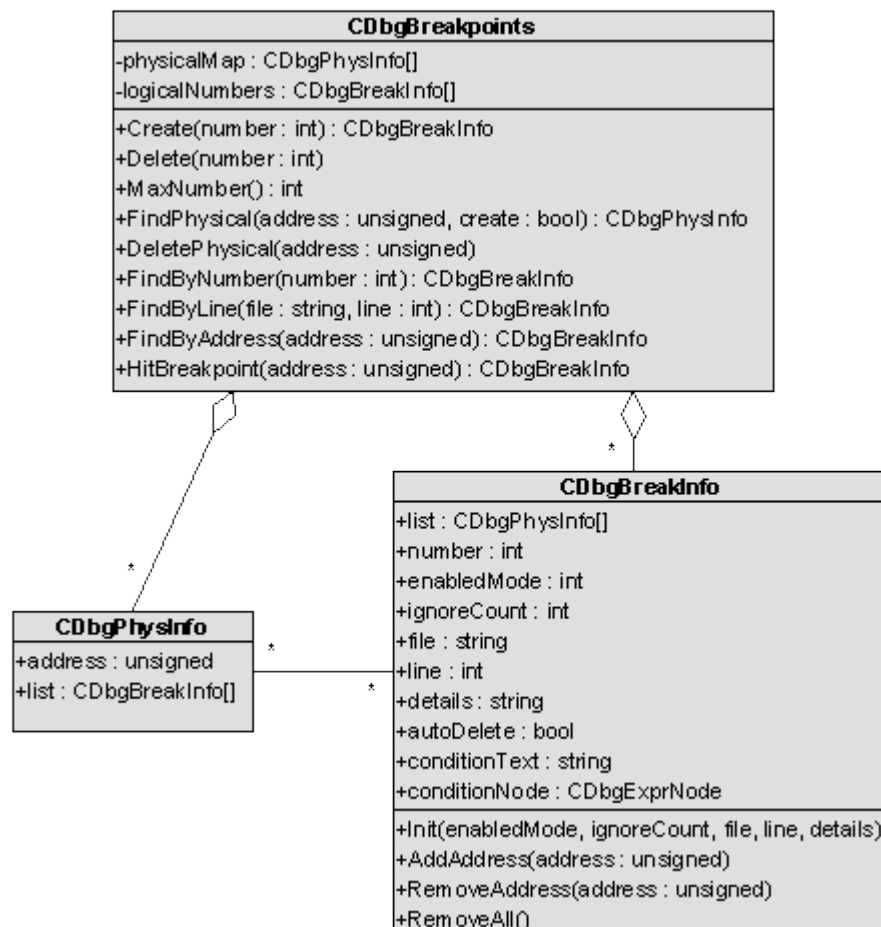 CDbgBreakpoints
-physicalMap : CDbgPhysInfo[]
-logicalNumbers : CDbgBreakInfo[]
+Create(number : int) : CDbgBreakInfo
+Delete(number : int)
+MaxNumber() : int
+FindPhysical(address : unsigned, create : bool) : CDbgPhysInfo
+DeletePhysical(address : unsigned)
+FindByNumber(number : int) : CDbgBreakInfo
+FindByLine(file : string, line : int) : CDbgBreakInfo
+FindByAddress(address : unsigned) : CDbgBreakInfo
+HitBreakpoint(address : unsigned) : CDbgBreakInfo
*
*
CDbgPhysInfo
+address : unsigned
+list : CDbgBreakInfo[]
*
*
CDbgBreakInfo
+list : CDbgPhysInfo[]
+number : int
+enabledMode : int
+ignoreCount : int
+file : string
+line : int
+details : string
+autoDelete : bool
+conditionText : string
+conditionNode : CDbgExprNode
+Init(enabledMode, ignoreCount, file, line, details)
+AddAddress(address : unsigned)
+RemoveAddress(address : unsigned)
+RemoveAll()